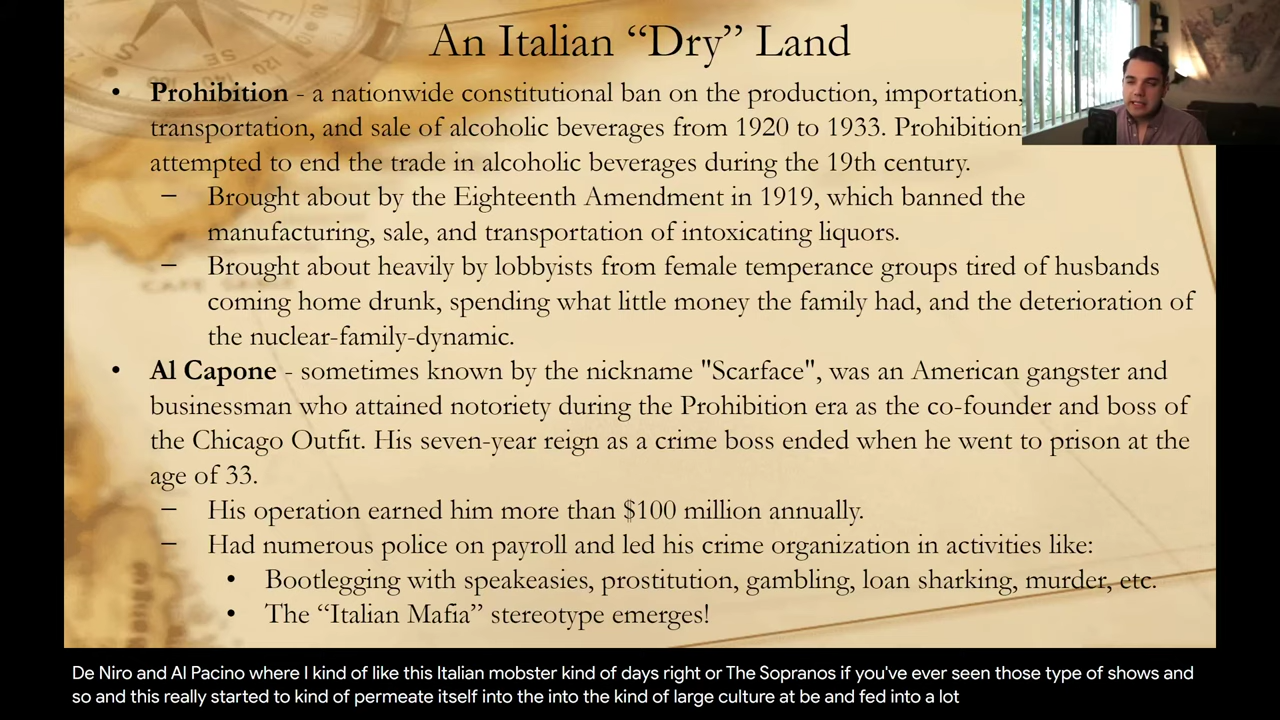 An Italian “Dry” Land
• Prohibition - a nationwide constitutional ban on the production, importation,
transportation, and sale of alcoholic beverages from 1920 to 1933. Prohibition
attempted to end the trade in alcoholic beverages during the 19th century.
– Brought about by the Eighteenth Amendment in 1919, which banned the
manufacturing, sale, and transportation of intoxicating liquors.
– Brought about heavily by lobbyists from female temperance groups tired of husbands
coming home drunk, spending what little money the family had, and the deterioration of
the nuclear-family-dynamic.
• Al Capone - sometimes known by the nickname "Scarface", was an American gangster and
businessman who attained notoriety during the Prohibition era as the co-founder and boss of
the Chicago Outfit. His seven-year reign as a crime boss ended when he went to prison at the
age of 33.
– His operation earned him more than $100 million annually.
– Had numerous police on payroll and led his crime organization in activities like:
• Bootlegging with speakeasies, prostitution, gambling, loan sharking, murder, etc.
• The “Italian Mafia” stereotype emerges!
De Niro and Al Pacino where I kind of like this Italian mobster kind of days right or The Sopranos if you've ever seen those type of shows and
so and this really started to kind of permeate itself into the into the kind of large culture at be and fed into a lot